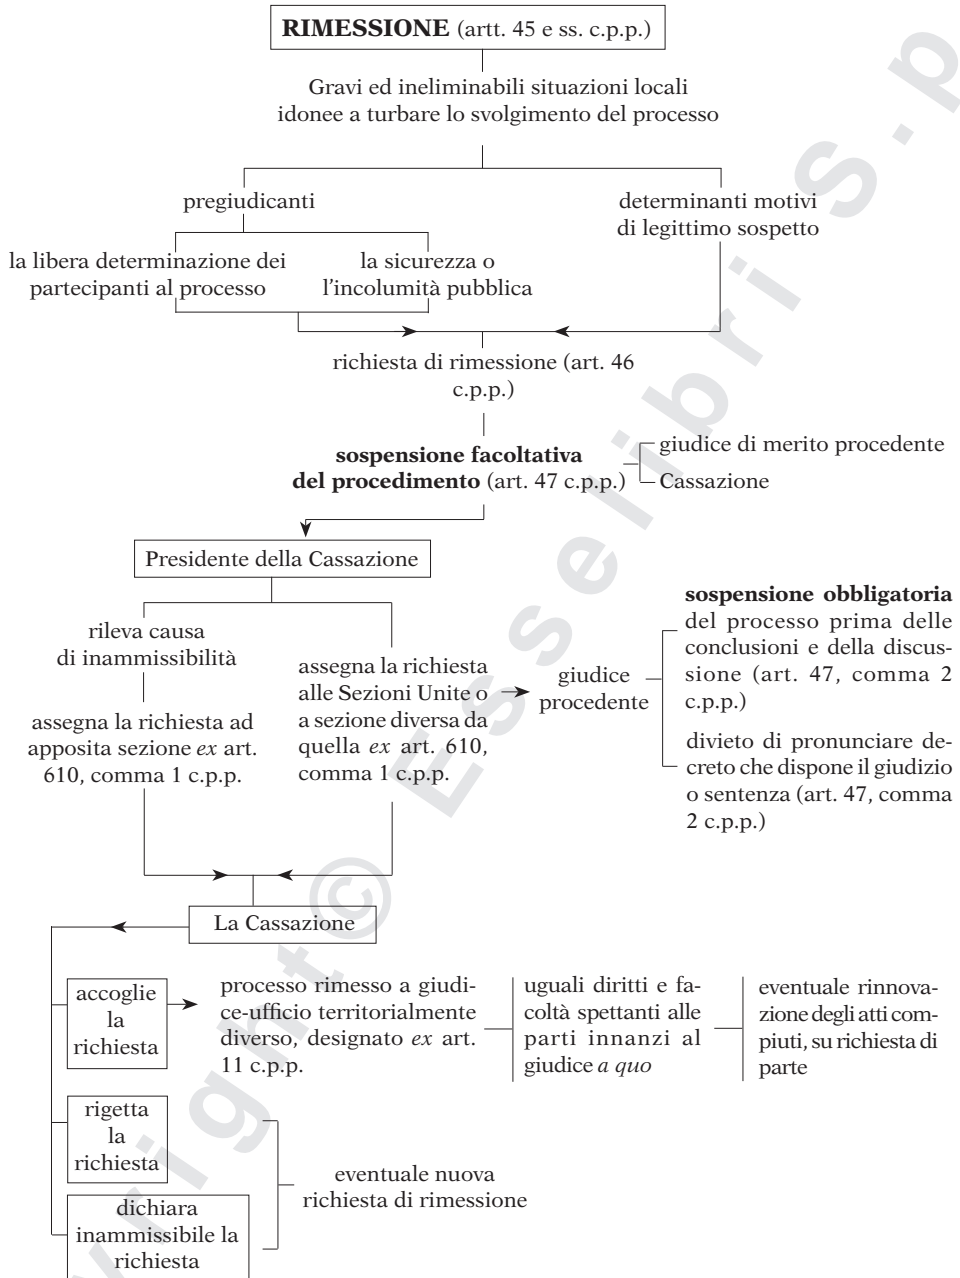 RIMESSIONE (artt. 45 e ss. c.p.p.)
Gravi ed ineliminabili situazioni locali
idonee a turbare lo svolgimento del processo
pregiudicanti
determinanti motivi
di legittimo sospetto
la libera determinazione dei
partecipanti al processo
la sicurezza o
l'incolumità pubblica
richiesta di rimessione (art. 46
c.p.p.)
sospensione facoltativa
del procedimento (art. 47 c.p.p.)
giudice di merito procedente
Cassazione
Presidente della Cassazione
rileva causa
di inammissibilità
assegna la richiesta ad
apposita sezione ex art.
610, comma 1 c.p.p.
assegna la richiesta
alle Sezioni Unite o
a sezione diversa da
quella ex art. 610,
comma 1 c.p.p.
giudice
procedente
sospensione obbligatoria
del processo prima delle
conclusioni e della discus-
sione (art. 47, comma 2
c.p.p.)
divieto di pronunciare de-
creto che dispone il giudizio
o sentenza (art. 47, comma
2 c.p.p.)
La Cassazione
accoglie
la
richiesta
processo rimesso a giudi-
ce-ufficio territorialmente
diverso, designato ex art.
11 c.p.p.
uguali diritti e fa-
coltà spettanti alle
parti innanzi al
giudice a quo
eventuale rinnova-
zione degli atti com-
piuti, su richiesta di
parte
rigetta
la
richiesta
dichiara
inammissibile la
richiesta
eventuale nuova
richiesta di rimessione
yright © Esselibri S.p